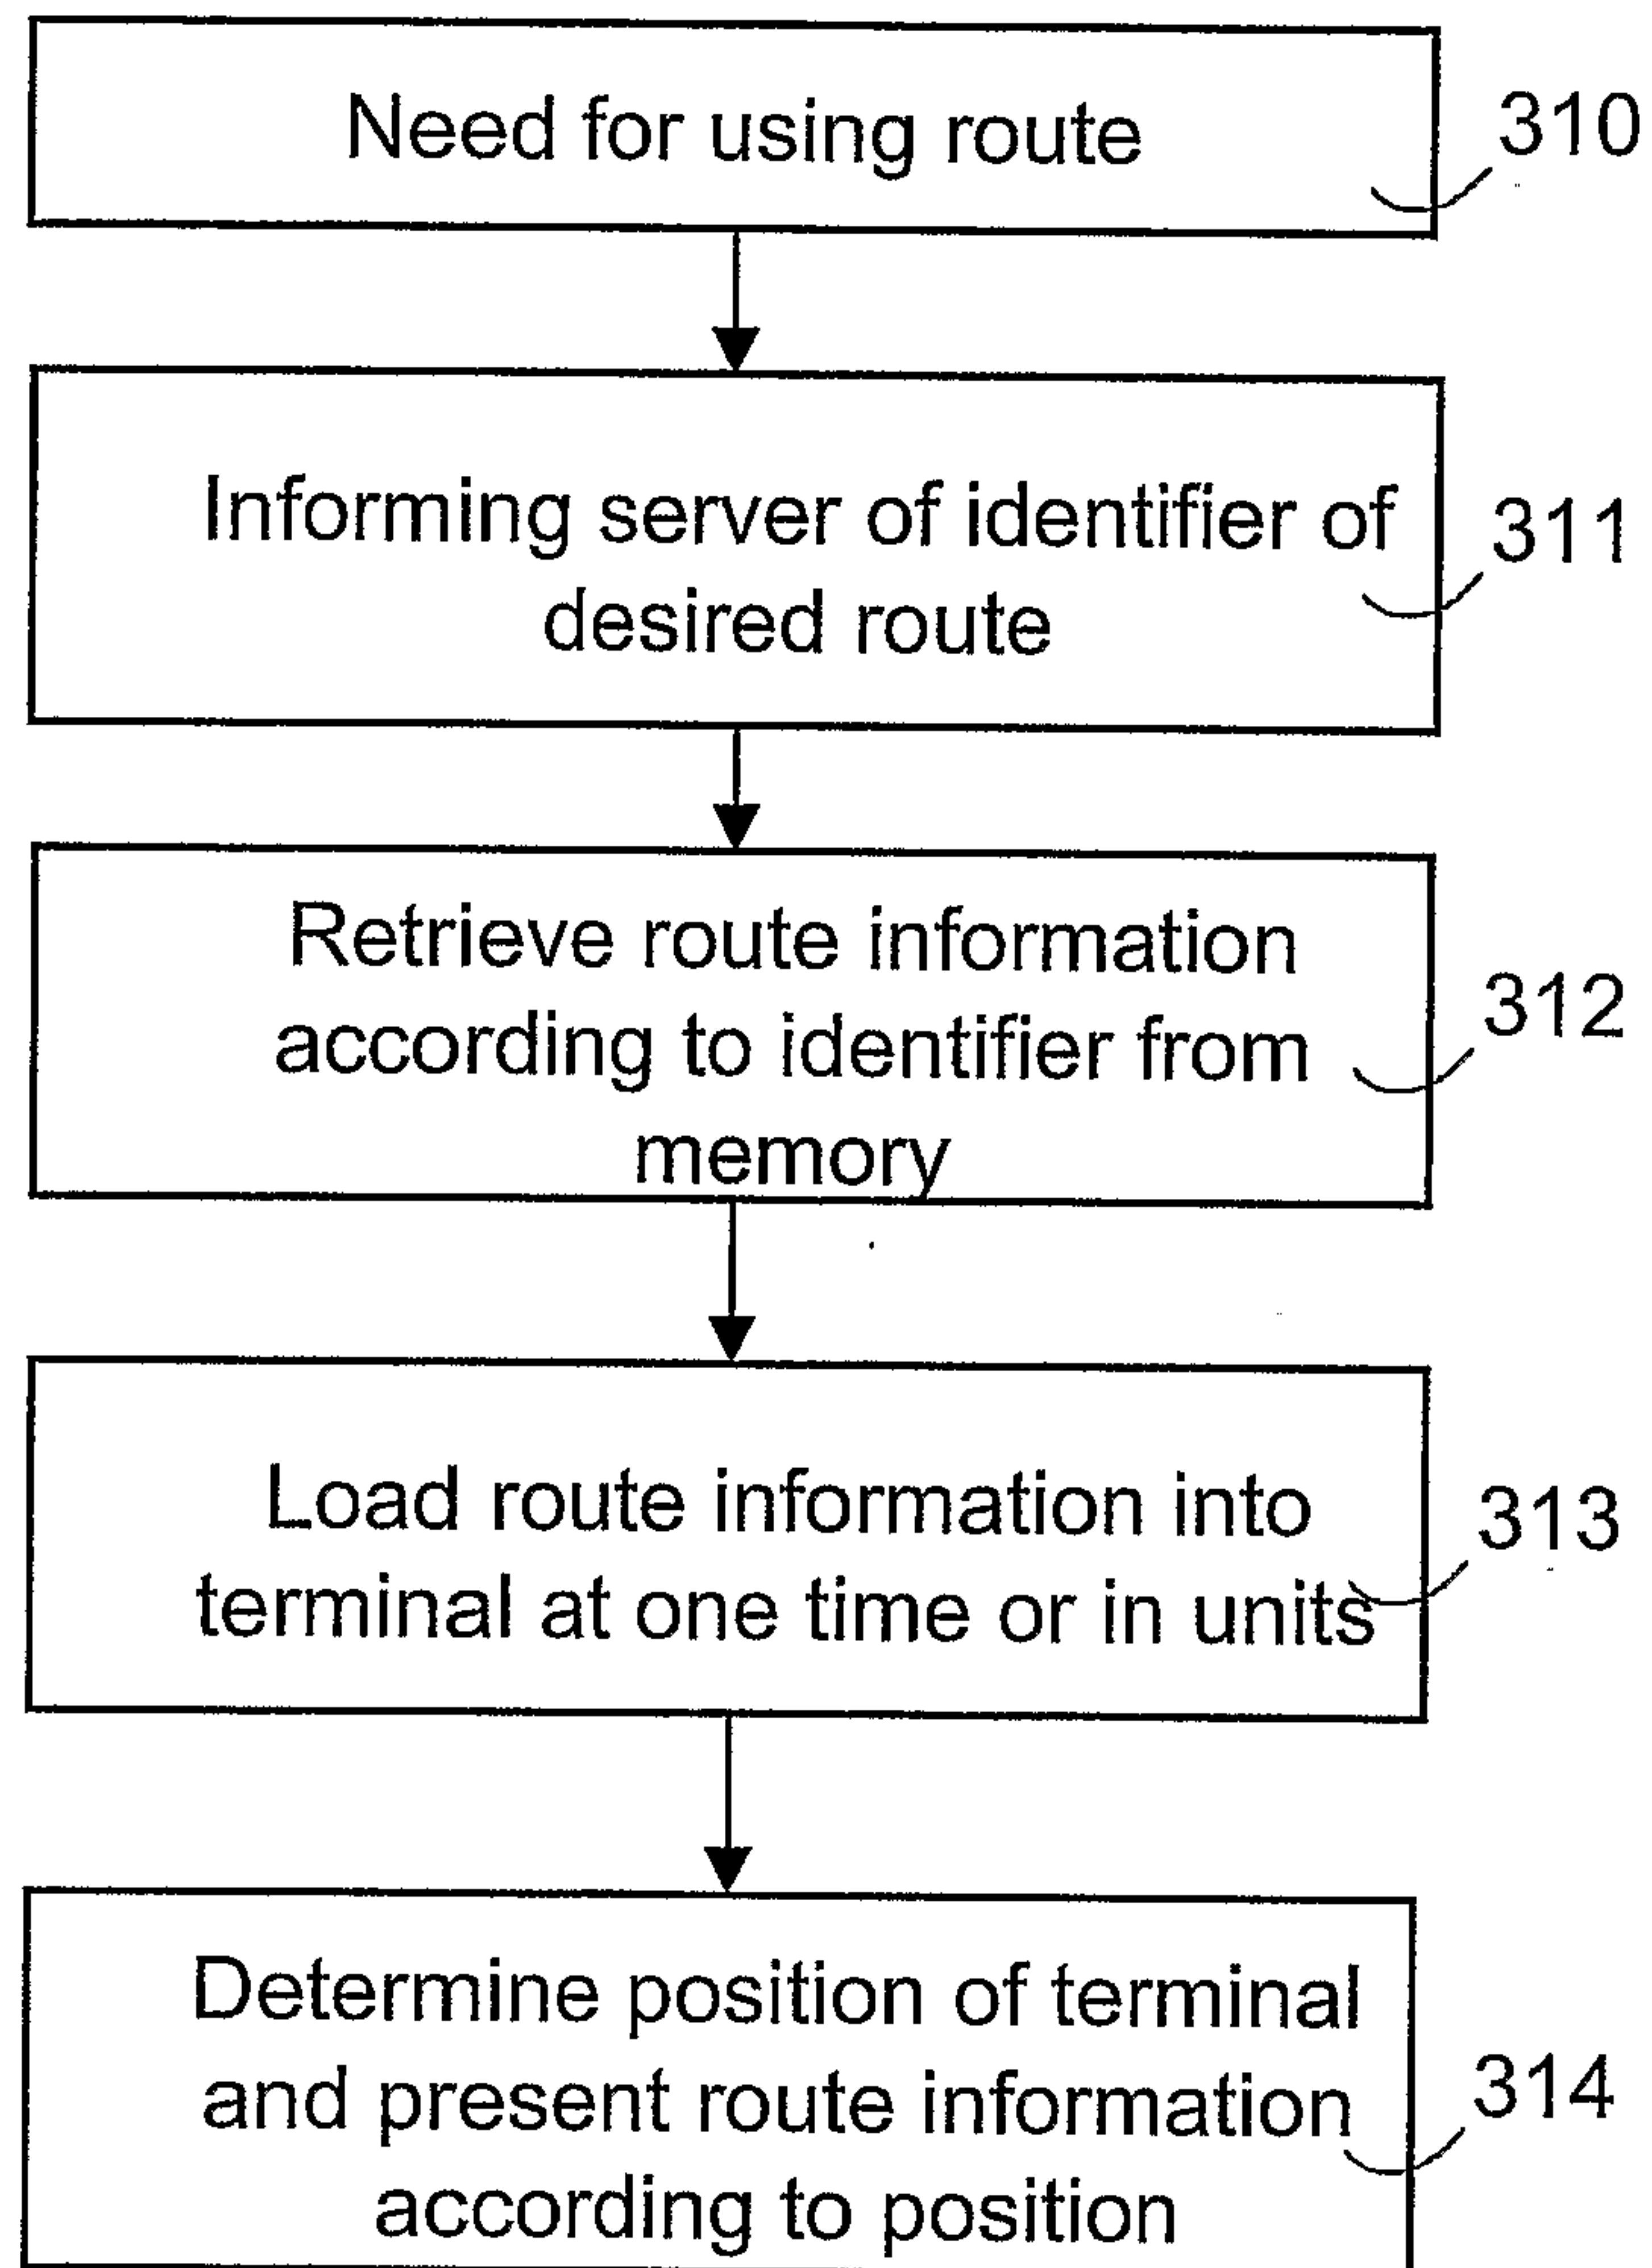 Need for using route
310
Informing server of identifier of
desired route
311
Retrieve route information
according to identifier from
memory
312
Load route information into
terminal at one time or in units
313
Determine position of terminal
and present route information
according to position
314